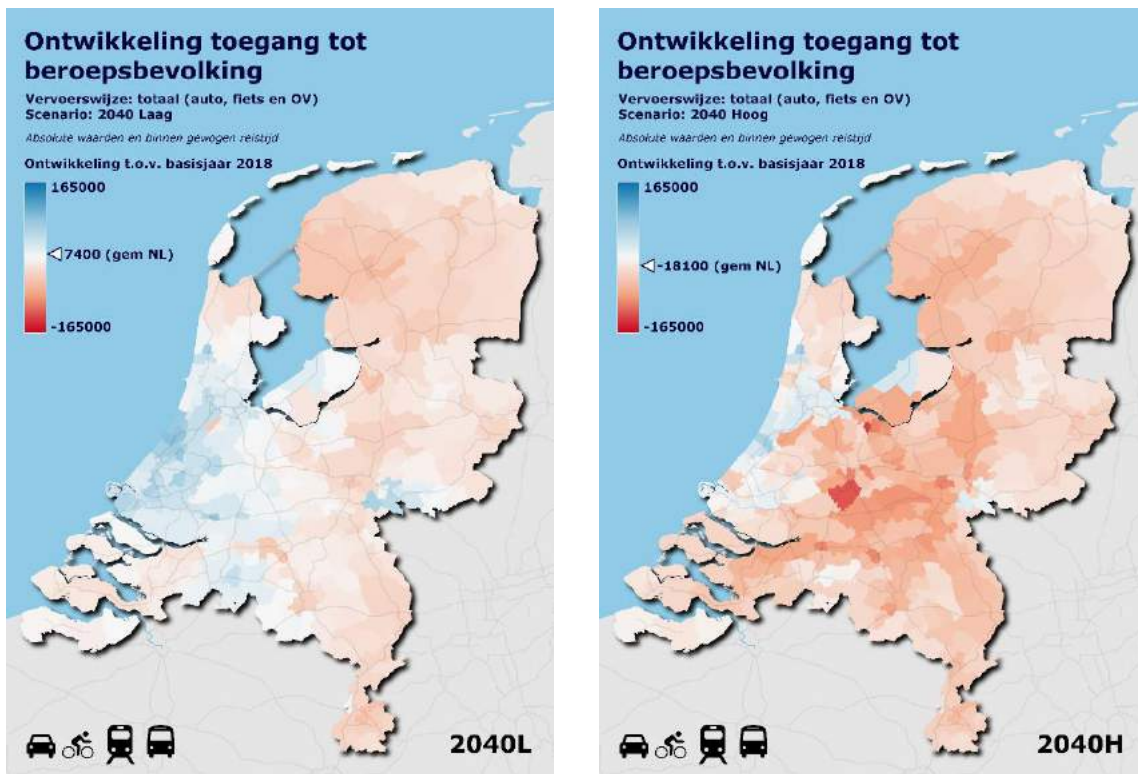 Ontwikkeling toegang tot
beroepsbevolking
Vervoerswijze: totaal (auto, fiets en OV)
Scenario: 2040 Laag
Absolute waarden en binnen gewogen reistijd
Ontwikkeling t.o.v. basisjaar 2018
165000
7400 (gem NL)
-165000
2040L
Ontwikkeling toegang tot
beroepsbevolking
Vervoerswijze: totaal (auto, fiets en OV)
Scenario: 2040 Hoog
Absolute waarden en binnen gewogen reistijd
Ontwikkeling t.o.v. basisjaar 2018
165000
-18100 (gem NL)
-165000
2040H